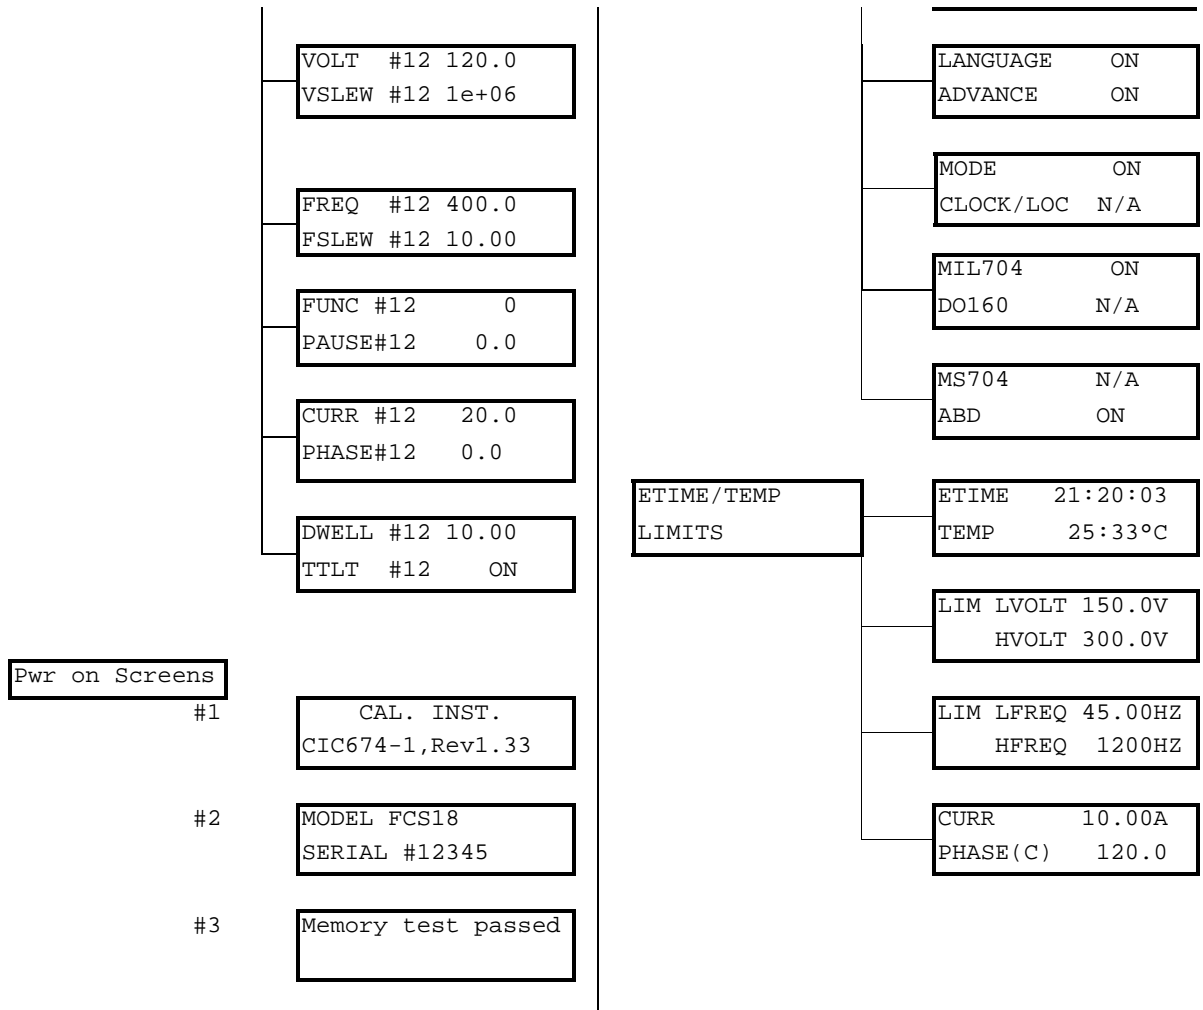 VOLT #12 120.0
VSLEW #12 1e+06
FREQ #12 400.0
FSLEW #12 10.00
FUNC #12 0
PAUSE#12 0.0
CURR #12 20.0
PHASE#12 0.0
DWELL #12 10.00
TTLT #12 ON
Pwr on Screens
#1
CAL. INST.
CIC674-1,Rev1.33
#2
MODEL FCS18
SERIAL #12345
#3
Memory test passed
LANGUAGE ON
ADVANCE ON
MODE ON
CLOCK/LOC N/A
MIL704 ON
DO160 N/A
MS704 N/A
ABD ON
ETIME/TEMP
LIMITS
ETIME 21:20:03
TEMP 25:33°C
LIM LVOLT 150.0V
HVOLT 300.0V
LIM LFREQ 45.00HZ
HFREQ 1200HZ
CURR 10.00A
PHASE(C) 120.0